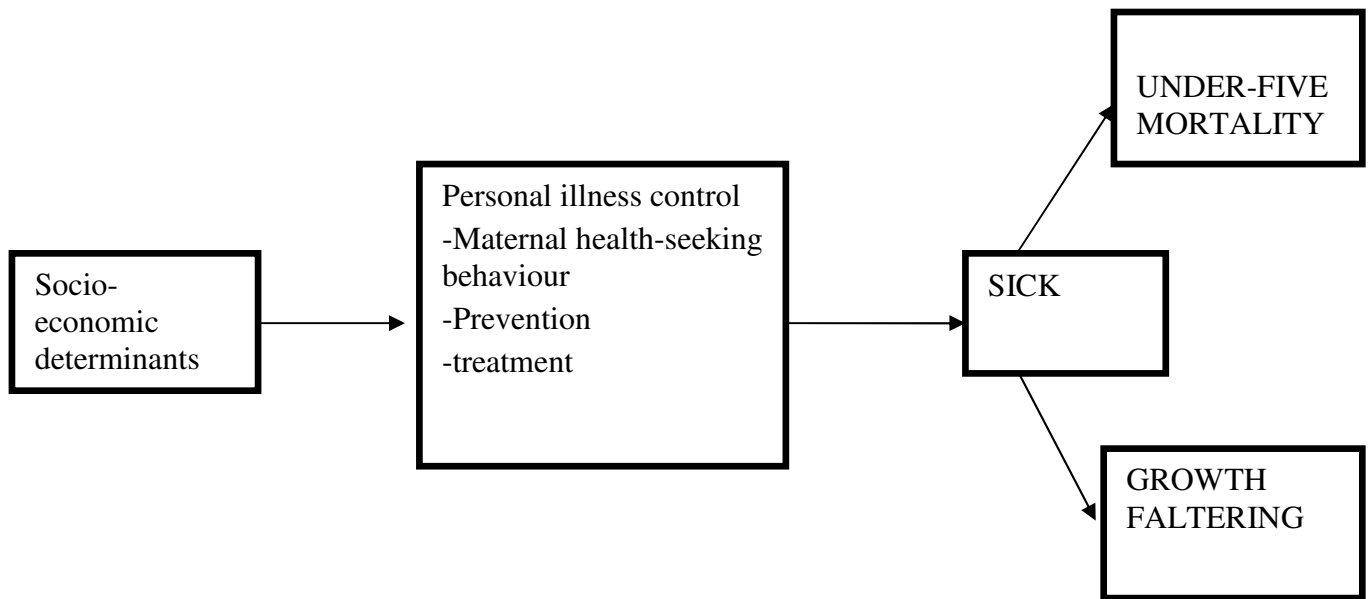 Socio-
economic
determinants
Personal illness control
-Maternal health-seeking
behaviour
-Prevention
-treatment
SICK
UNDER-FIVE
MORTALITY
GROWTH
FALTERING